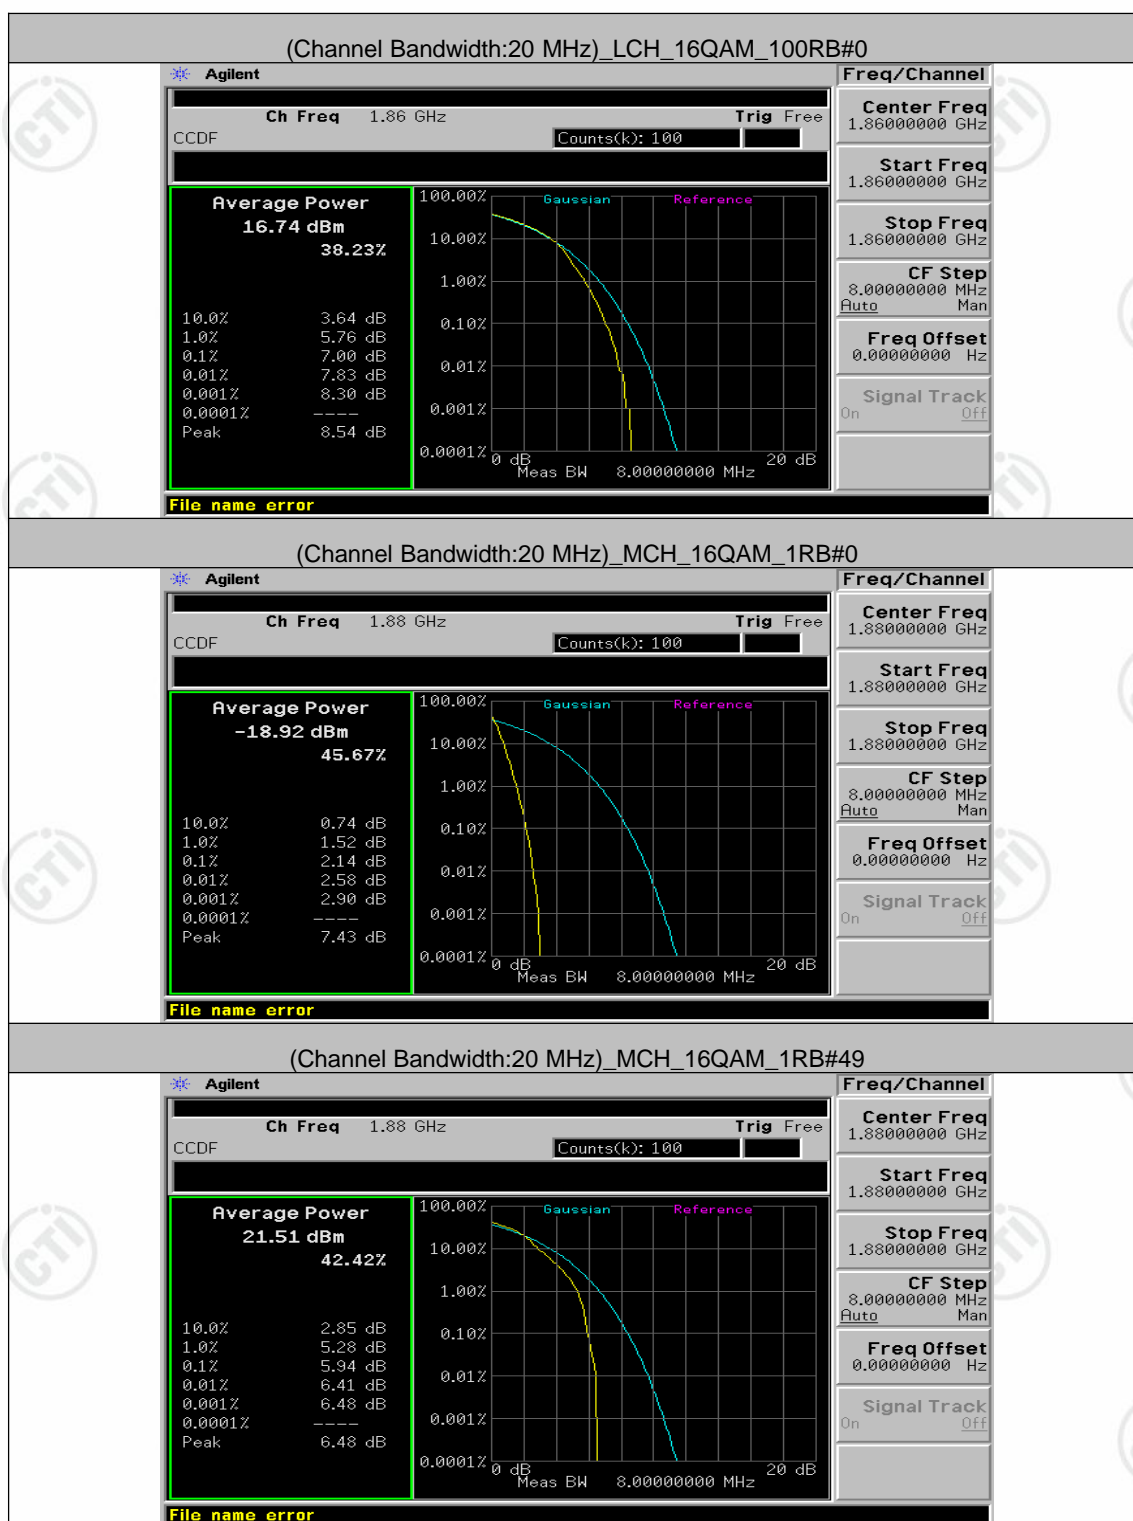 (Channel Bandwidth:20 MHz)_LCH_16QAM_100RB#0
Agilent
Freq/Channel
Ch Freq 1.86 GHz Trig Free
CCDF Counts(k): 100
Average Power
16.74 dBm
38.23%
10.0% 3.64 dB
1.0% 5.76 dB
0.1% 7.00 dB
0.01% 7.83 dB
0.001% 8.30 dB
0.0001% ----
Peak 8.54 dB
Gaussian Reference
100.00%
10.00%
1.00%
0.10%
0.01%
0.001%
0.0001%
0 dB 20 dB
Meas BW 8.00000000 MHz
Center Freq
1.86000000 GHz
Start Freq
1.86000000 GHz
Stop Freq
1.86000000 GHz
CF Step
8.00000000 MHz
Auto Man
Freq Offset
0.00000000 Hz
Signal Track
On Off
File name error
(Channel Bandwidth:20 MHz)_MCH_16QAM_1RB#0
Agilent
Freq/Channel
Ch Freq 1.88 GHz Trig Free
CCDF Counts(k): 100
Average Power
-18.92 dBm
45.67%
10.0% 0.74 dB
1.0% 1.52 dB
0.1% 2.14 dB
0.01% 2.58 dB
0.001% 2.90 dB
0.0001% ----
Peak 7.43 dB
Gaussian Reference
100.00%
10.00%
1.00%
0.10%
0.01%
0.001%
0.0001%
0 dB 20 dB
Meas BW 8.00000000 MHz
Center Freq
1.88000000 GHz
Start Freq
1.88000000 GHz
Stop Freq
1.88000000 GHz
CF Step
8.00000000 MHz
Auto Man
Freq Offset
0.00000000 Hz
Signal Track
On Off
File name error
(Channel Bandwidth:20 MHz)_MCH_16QAM_1RB#49
Agilent
Freq/Channel
Ch Freq 1.88 GHz Trig Free
CCDF Counts(k): 100
Average Power
21.51 dBm
42.42%
10.0% 2.85 dB
1.0% 5.28 dB
0.1% 5.94 dB
0.01% 6.41 dB
0.001% 6.48 dB
0.0001% ----
Peak 6.48 dB
Gaussian Reference
100.00%
10.00%
1.00%
0.10%
0.01%
0.001%
0.0001%
0 dB 20 dB
Meas BW 8.00000000 MHz
Center Freq
1.88000000 GHz
Start Freq
1.88000000 GHz
Stop Freq
1.88000000 GHz
CF Step
8.00000000 MHz
Auto Man
Freq Offset
0.00000000 Hz
Signal Track
On Off
File name error
CTI
CTI
CTI
CTI
CTI
CTI
CTI
CTI